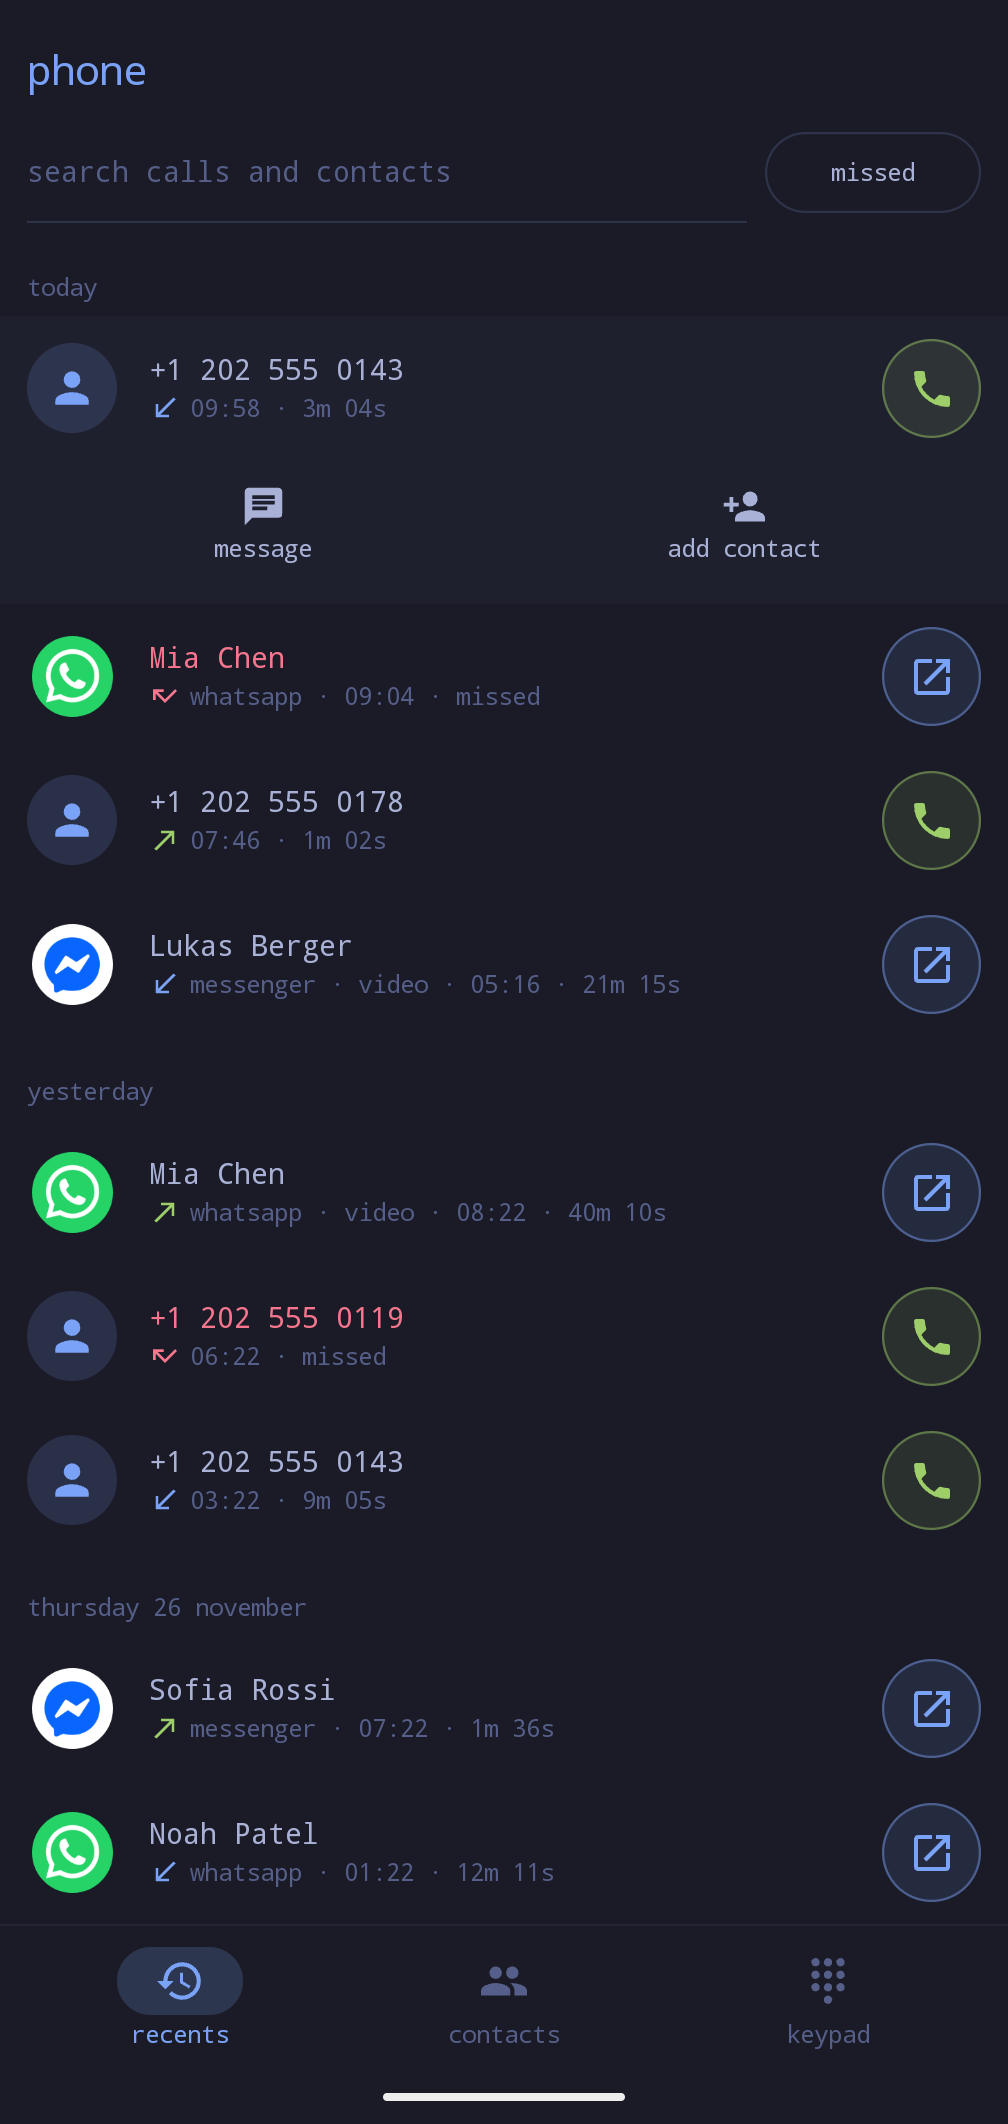 phone
search calls and contacts
missed
today
+1 202 555 0143
09:58 · 3m 04s
message
add contact
Mia Chen
whatsapp · 09:04 · missed
+1 202 555 0178
07:46 · 1m 02s
Lukas Berger
messenger · video · 05:16 · 21m 15s
yesterday
Mia Chen
whatsapp · video · 08:22 · 40m 10s
+1 202 555 0119
06:22 · missed
+1 202 555 0143
03:22 · 9m 05s
thursday 26 november
Sofia Rossi
messenger · 07:22 · 1m 36s
Noah Patel
whatsapp · 01:22 · 12m 11s
recents
contacts
keypad